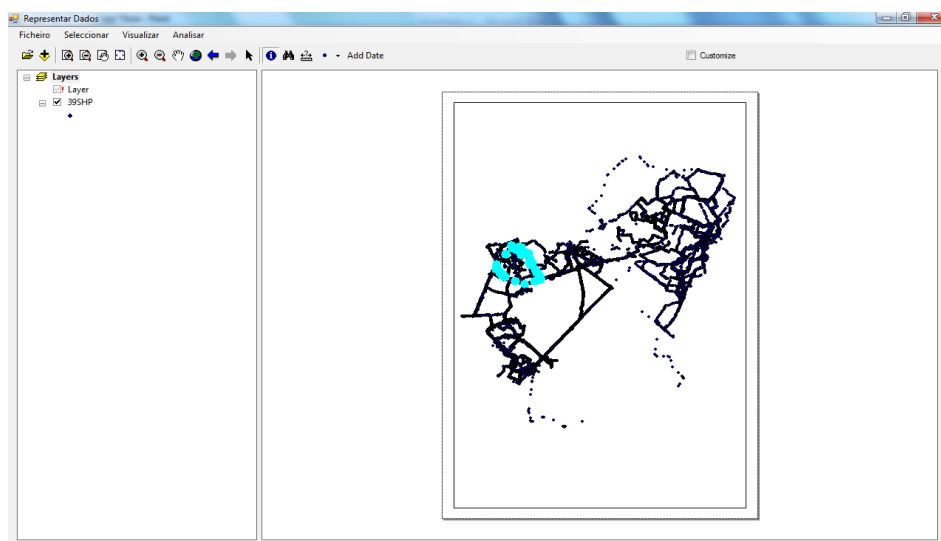 Representar Dados
Ficheiro Seleccionar Visualizar Analisar
Add Date Customize
Layers
Layer
39SHP